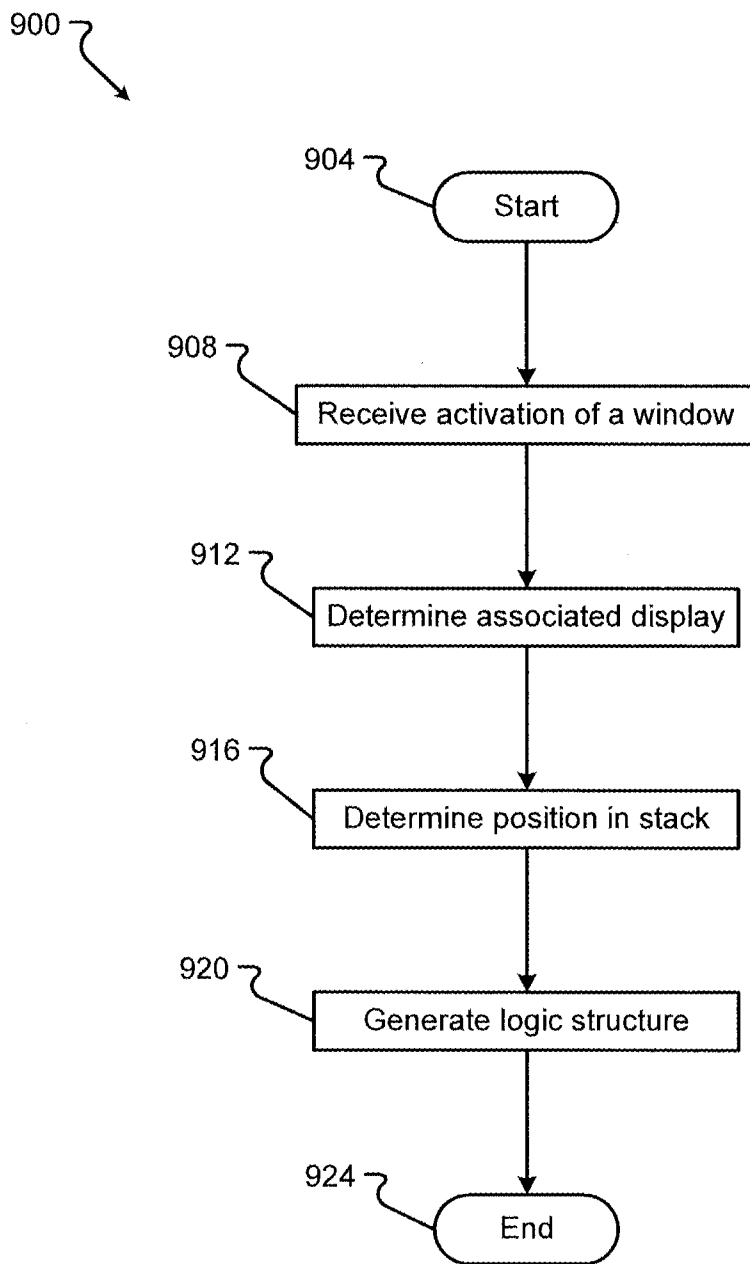 900
904
Start
908
Receive activation of a window
912
Determine associated display
916
Determine position in stack
920
Generate logic structure
924
End